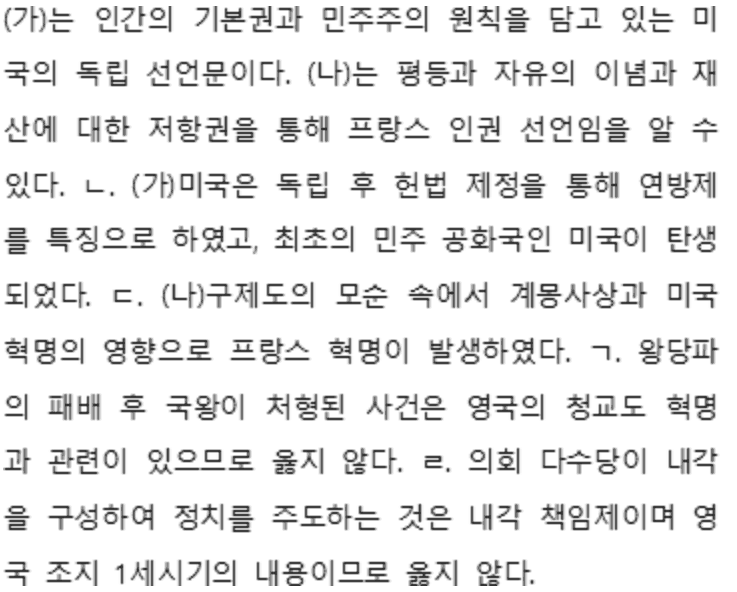 (가)는 인간의 기본권과 민주주의 원칙을 담고 있는 미
국의 독립 선언문이다. (나)는 평등과 자유의 이념과 재
산에 대한 저항권을 통해 프랑스 인권 선언임을 알 수
있다. ㄴ. (가)미국은 독립 후 헌법 제정을 통해 연방제
를 특징으로 하였고, 최초의 민주 공화국인 미국이 탄생
되었다. ㄷ. (나)구제도의 모순 속에서 계몽사상과 미국
혁명의 영향으로 프랑스 혁명이 발생하였다. ㄱ. 왕당파
의 패배 후 국왕이 처형된 사건은 영국의 청교도 혁명
과 관련이 있으므로 옳지 않다. ㄹ. 의회 다수당이 내각
을 구성하여 정치를 주도하는 것은 내각 책임제이며 영
국 조지 1세시기의 내용이므로 옳지 않다.